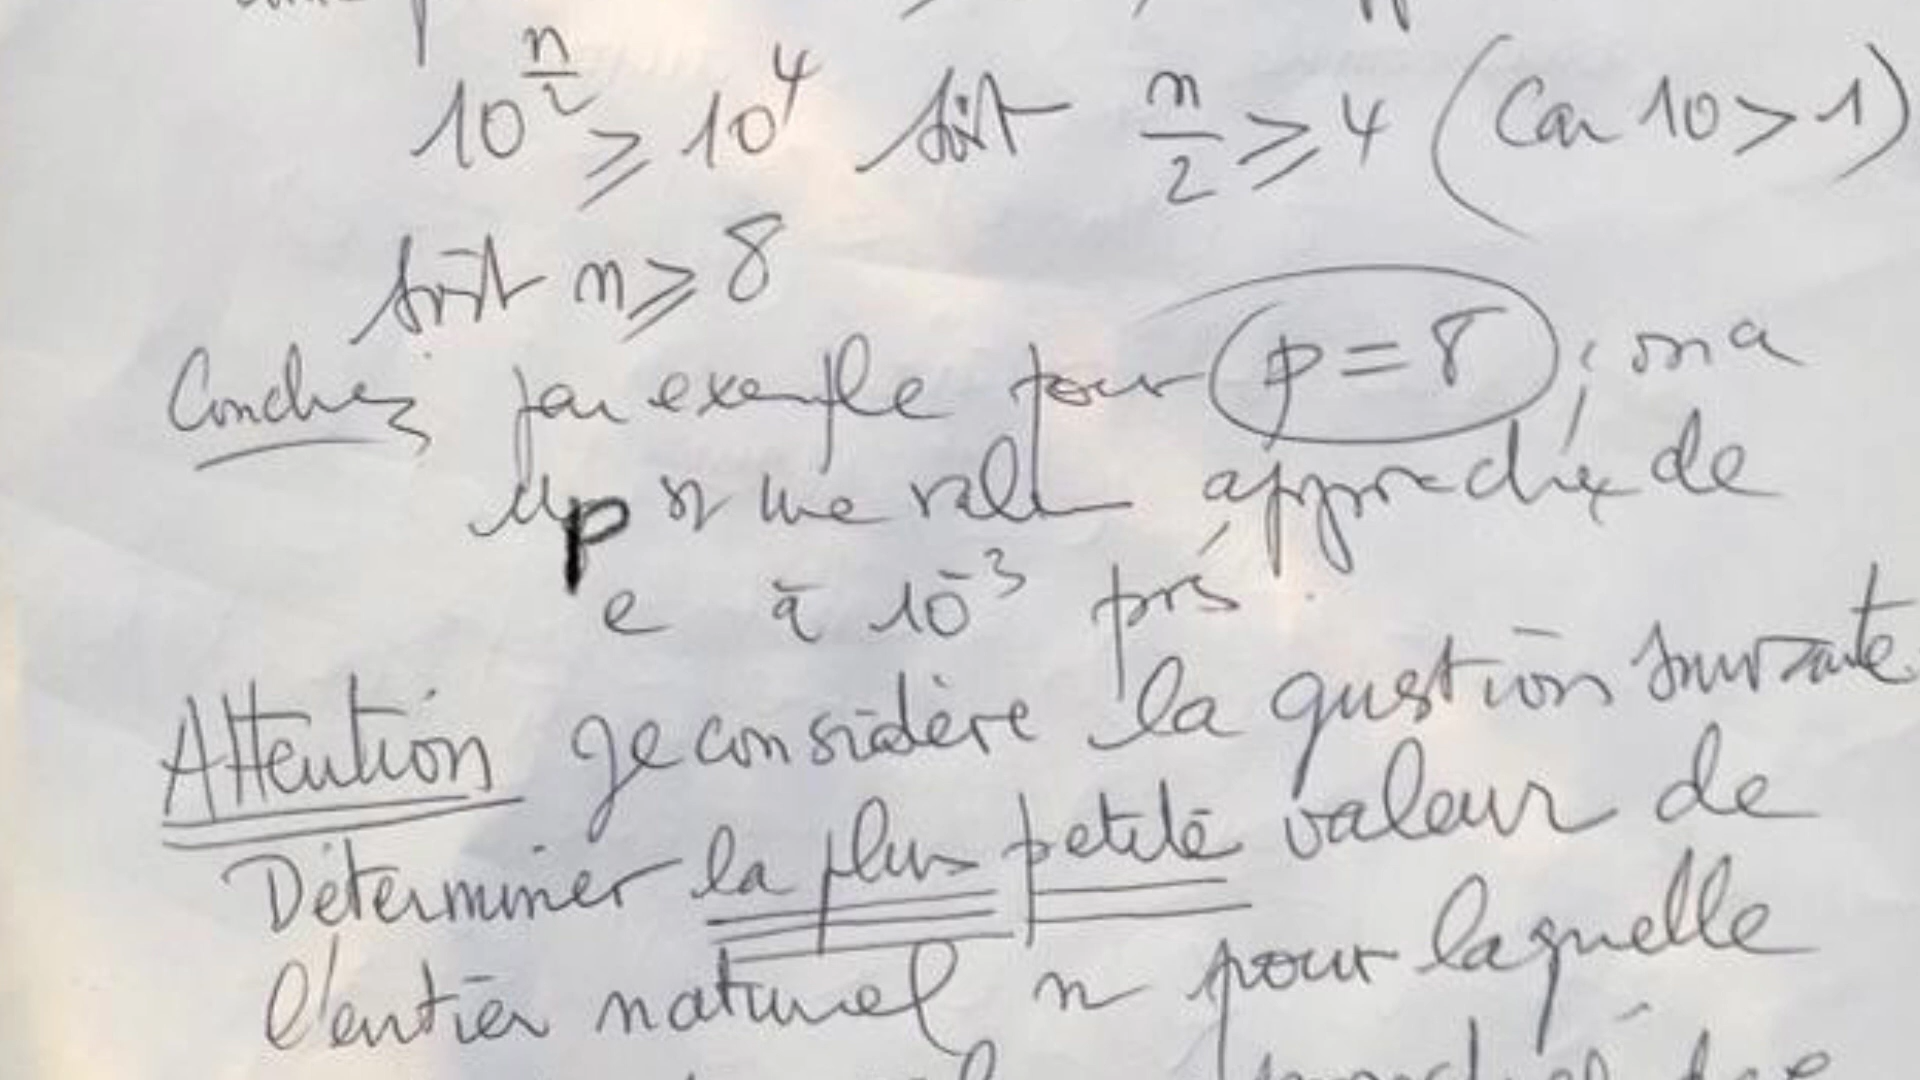 10^{n/2} ≥ 10^4 soit n/2 ≥ 4 (Car 10 > 1)
soit n ≥ 8
Conclu: par exemple pour p = 8 ; on a
u_p est une valeur approchée de
e à 10^{-3} près.
Attention Je considère la question suivante
Déterminer la plus petite valeur de
l'entier naturel n pour laquelle